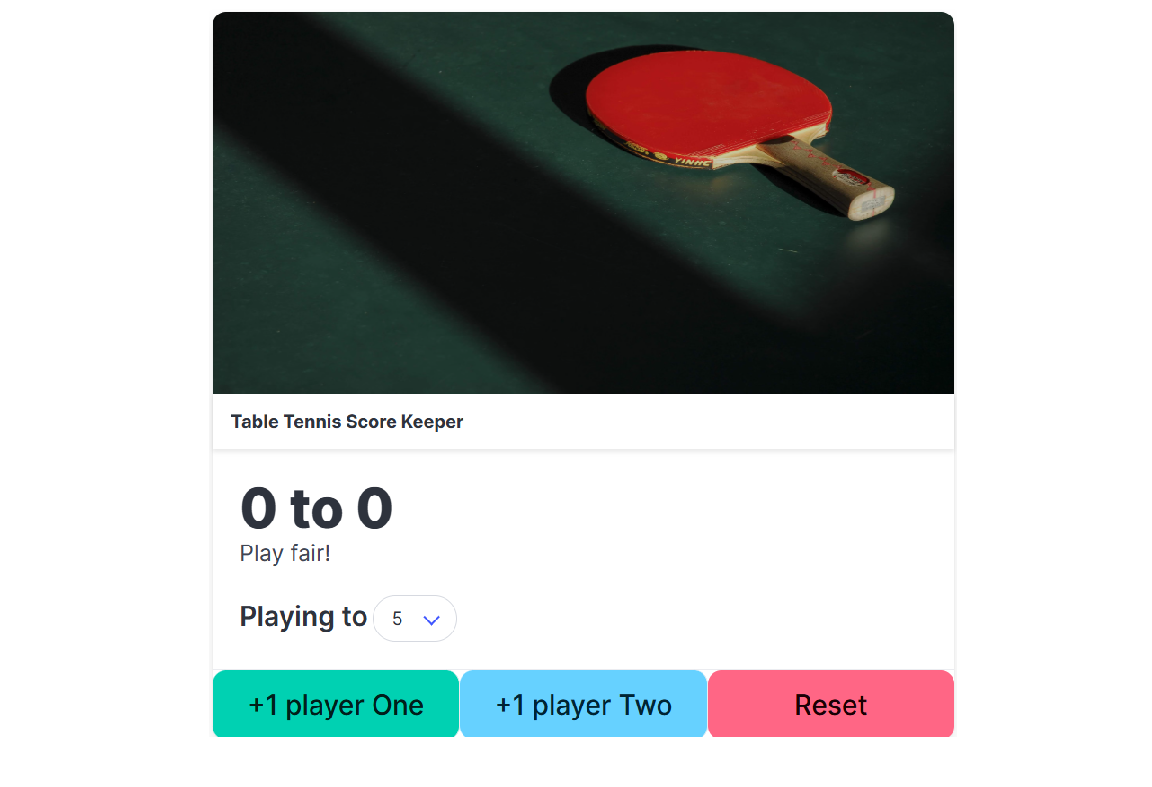 YINHE
Table Tennis Score Keeper
0 to 0
Play fair!
Playing to 5
+1 player One
+1 player Two
Reset